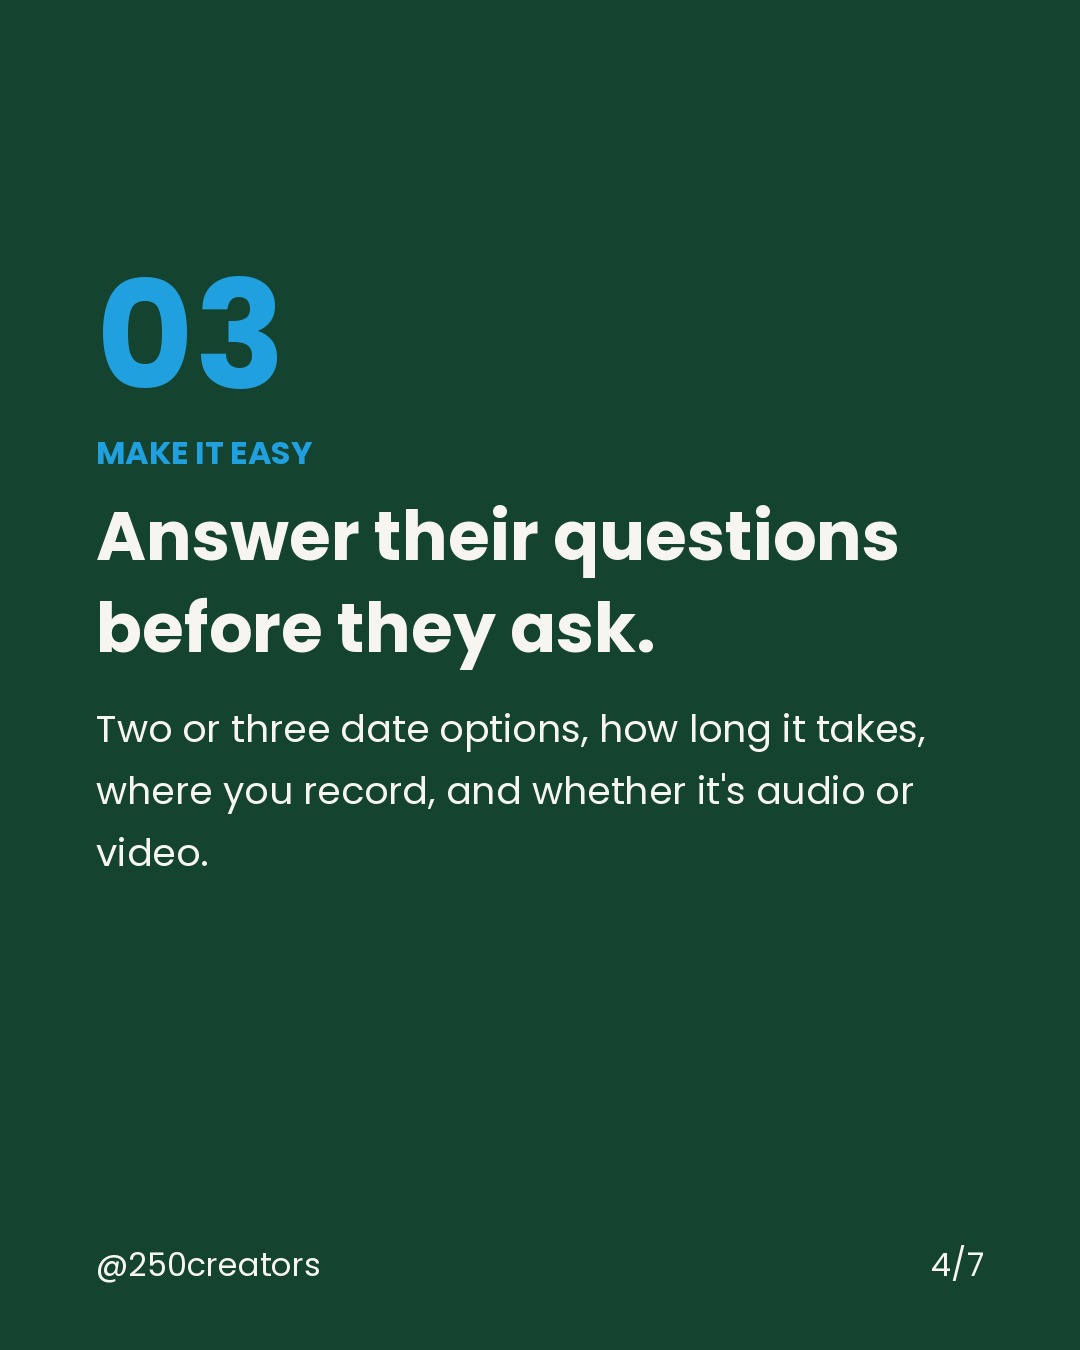 03
MAKE IT EASY
Answer their questions
before they ask.
Two or three date options, how long it takes,
where you record, and whether it's audio or
video.
@250creators
4/7